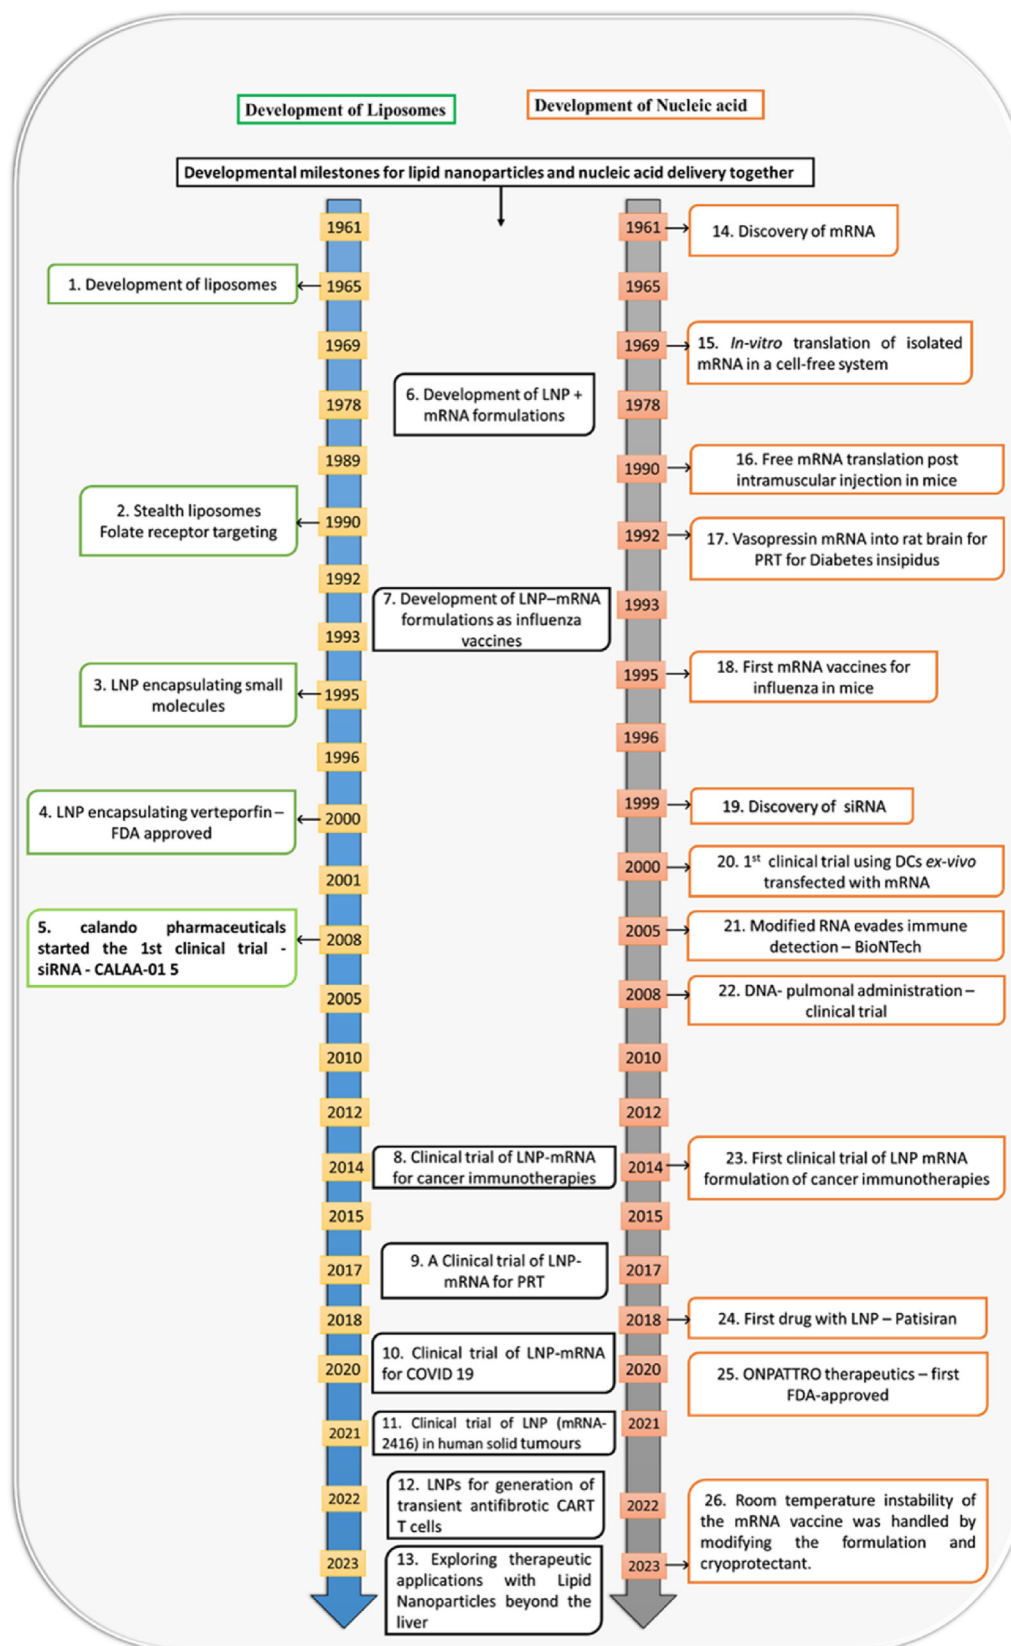 Development of Liposomes
Development of Nucleic acid
Developmental milestones for lipid nanoparticles and nucleic acid delivery together
1961
1961
14. Discovery of mRNA
1. Development of liposomes
1965
1965
1969
1969
15. In-vitro translation of isolated
mRNA in a cell-free system
6. Development of LNP +
mRNA formulations
1978
1978
1989
1990
16. Free mRNA translation post
intramuscular injection in mice
2. Stealth liposomes
Folate receptor targeting
1990
1992
17. Vasopressin mRNA into rat brain for
PRT for Diabetes insipidus
1992
7. Development of LNP–mRNA
formulations as influenza
vaccines
1993
1993
3. LNP encapsulating small
molecules
1995
1995
18. First mRNA vaccines for
influenza in mice
1996
1996
4. LNP encapsulating verteporfin –
FDA approved
2000
1999
19. Discovery of siRNA
2001
2000
20. 1st clinical trial using DCs ex-vivo
transfected with mRNA
5. calando pharmaceuticals
started the 1st clinical trial -
siRNA - CALAA-01 5
2008
2005
21. Modified RNA evades immune
detection – BioNTech
2005
2008
22. DNA- pulmonal administration –
clinical trial
2010
2010
2012
2012
8. Clinical trial of LNP-mRNA
for cancer immunotherapies
2014
2014
23. First clinical trial of LNP mRNA
formulation of cancer immunotherapies
2015
2015
9. A Clinical trial of LNP-
mRNA for PRT
2017
2017
2018
2018
24. First drug with LNP – Patisiran
10. Clinical trial of LNP-mRNA
for COVID 19
2020
2020
25. ONPATTRO therapeutics – first
FDA-approved
11. Clinical trial of LNP (mRNA-
2416) in human solid tumours
2021
2021
12. LNPs for generation of
transient antifibrotic CART
T cells
2022
2022
26. Room temperature instability of
the mRNA vaccine was handled by
modifying the formulation and
cryoprotectant.
13. Exploring therapeutic
applications with Lipid
Nanoparticles beyond the
liver
2023
2023